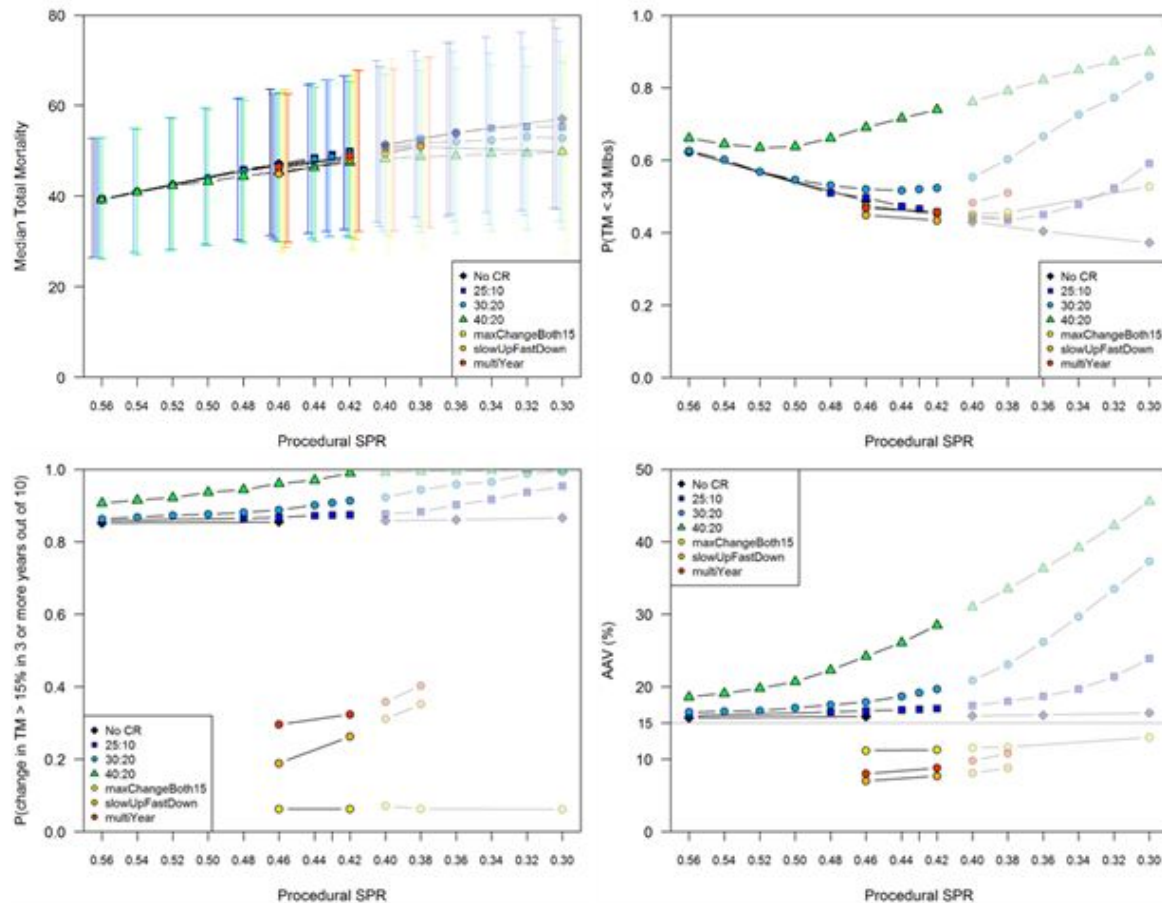 80
60
40
20
0
Median Total Mortality
No CR
25:10
30:20
40:20
maxChangeBoth15
slowUpFastDown
multiYear
0.56 0.54 0.52 0.50 0.48 0.46 0.44 0.42 0.40 0.38 0.36 0.34 0.32 0.30
Procedural SPR
1.0
0.8
0.6
0.4
0.2
0.0
P(TM < 34 Mlbs)
No CR
25:10
30:20
40:20
maxChangeBoth15
slowUpFastDown
multiYear
0.56 0.54 0.52 0.50 0.48 0.46 0.44 0.42 0.40 0.38 0.36 0.34 0.32 0.30
Procedural SPR
1.0
0.8
0.6
0.4
0.2
0.0
P(change in TM > 15% in 3 or more years out of 10)
No CR
25:10
30:20
40:20
maxChangeBoth15
slowUpFastDown
multiYear
0.56 0.54 0.52 0.50 0.48 0.46 0.44 0.42 0.40 0.38 0.36 0.34 0.32 0.30
Procedural SPR
50
40
30
20
15
10
0
AAV (%)
No CR
25:10
30:20
40:20
maxChangeBoth15
slowUpFastDown
multiYear
0.56 0.54 0.52 0.50 0.48 0.46 0.44 0.42 0.40 0.38 0.36 0.34 0.32 0.30
Procedural SPR